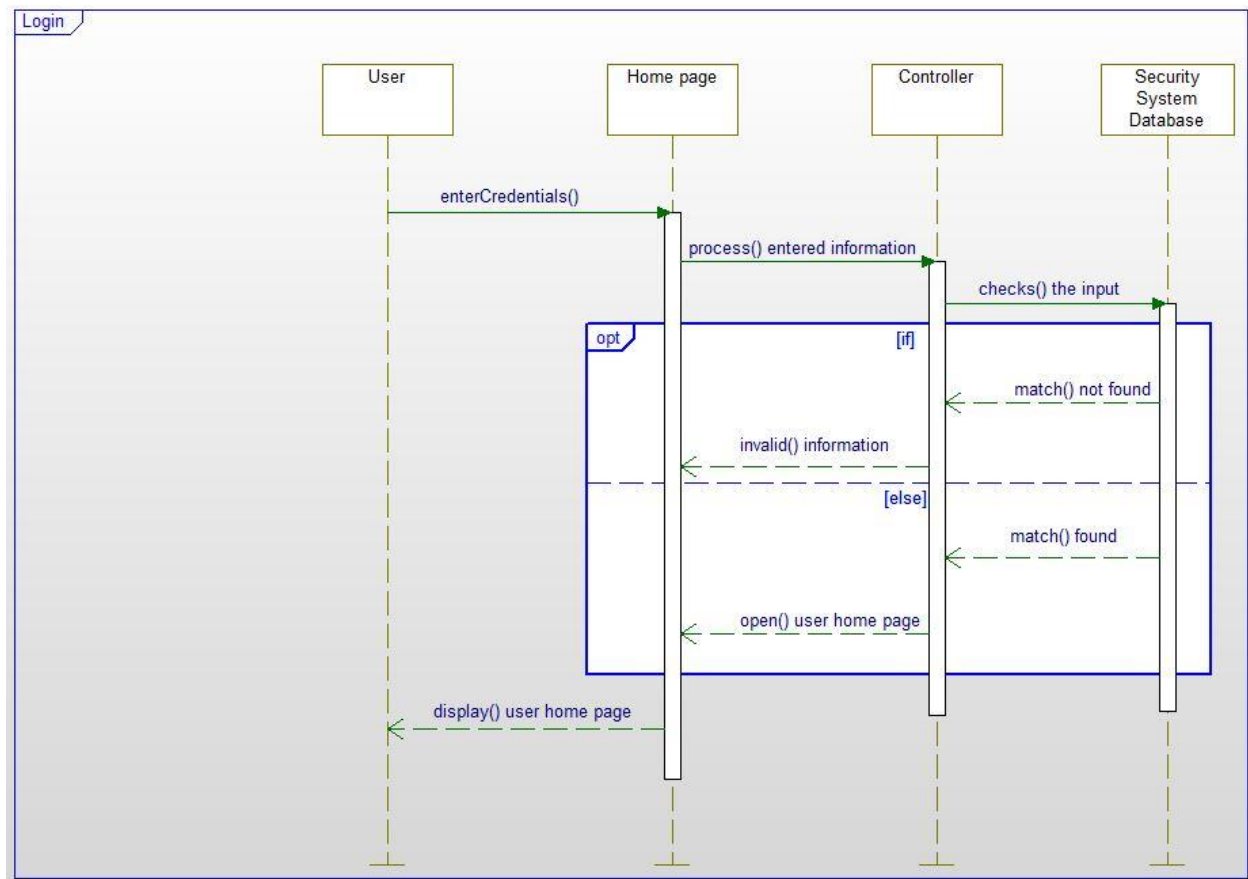 Login
User
Home page
Controller
Security
System
Database
enterCredentials()
process() entered information
checks() the input
opt
[if]
match() not found
invalid() information
[else]
match() found
open() user home page
display() user home page